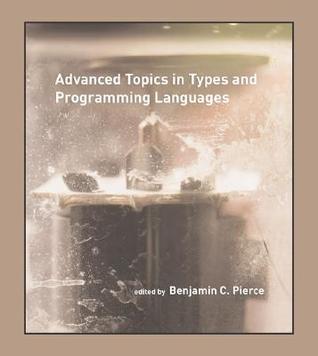 Advanced Topics in Types and
Programming Languages
edited by Benjamin C. Pierce